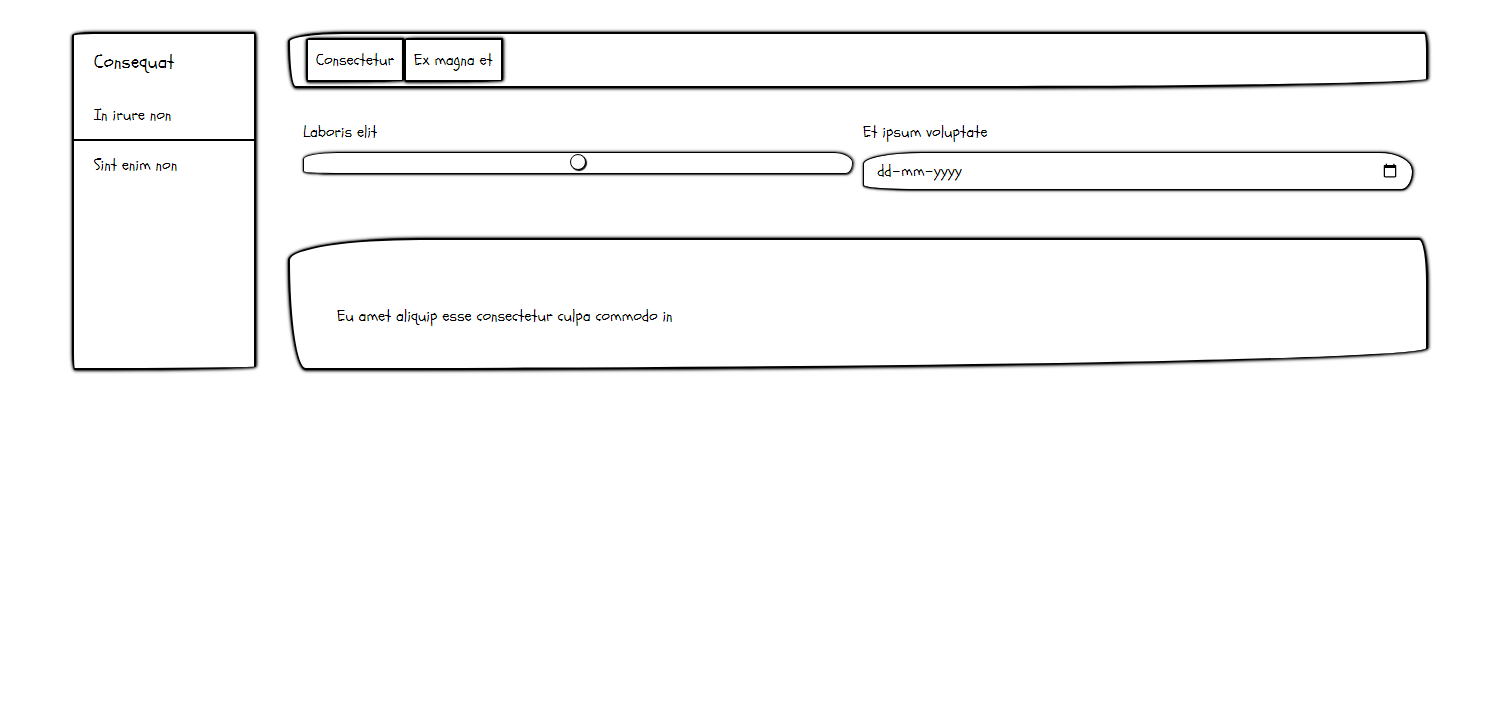 Consequat
In irure non
Sint enim non
Consectetur
Ex magna et
Laboris elit
Et ipsum voluptate
dd-mm-yyyy
Eu amet aliquip esse consectetur culpa commodo in